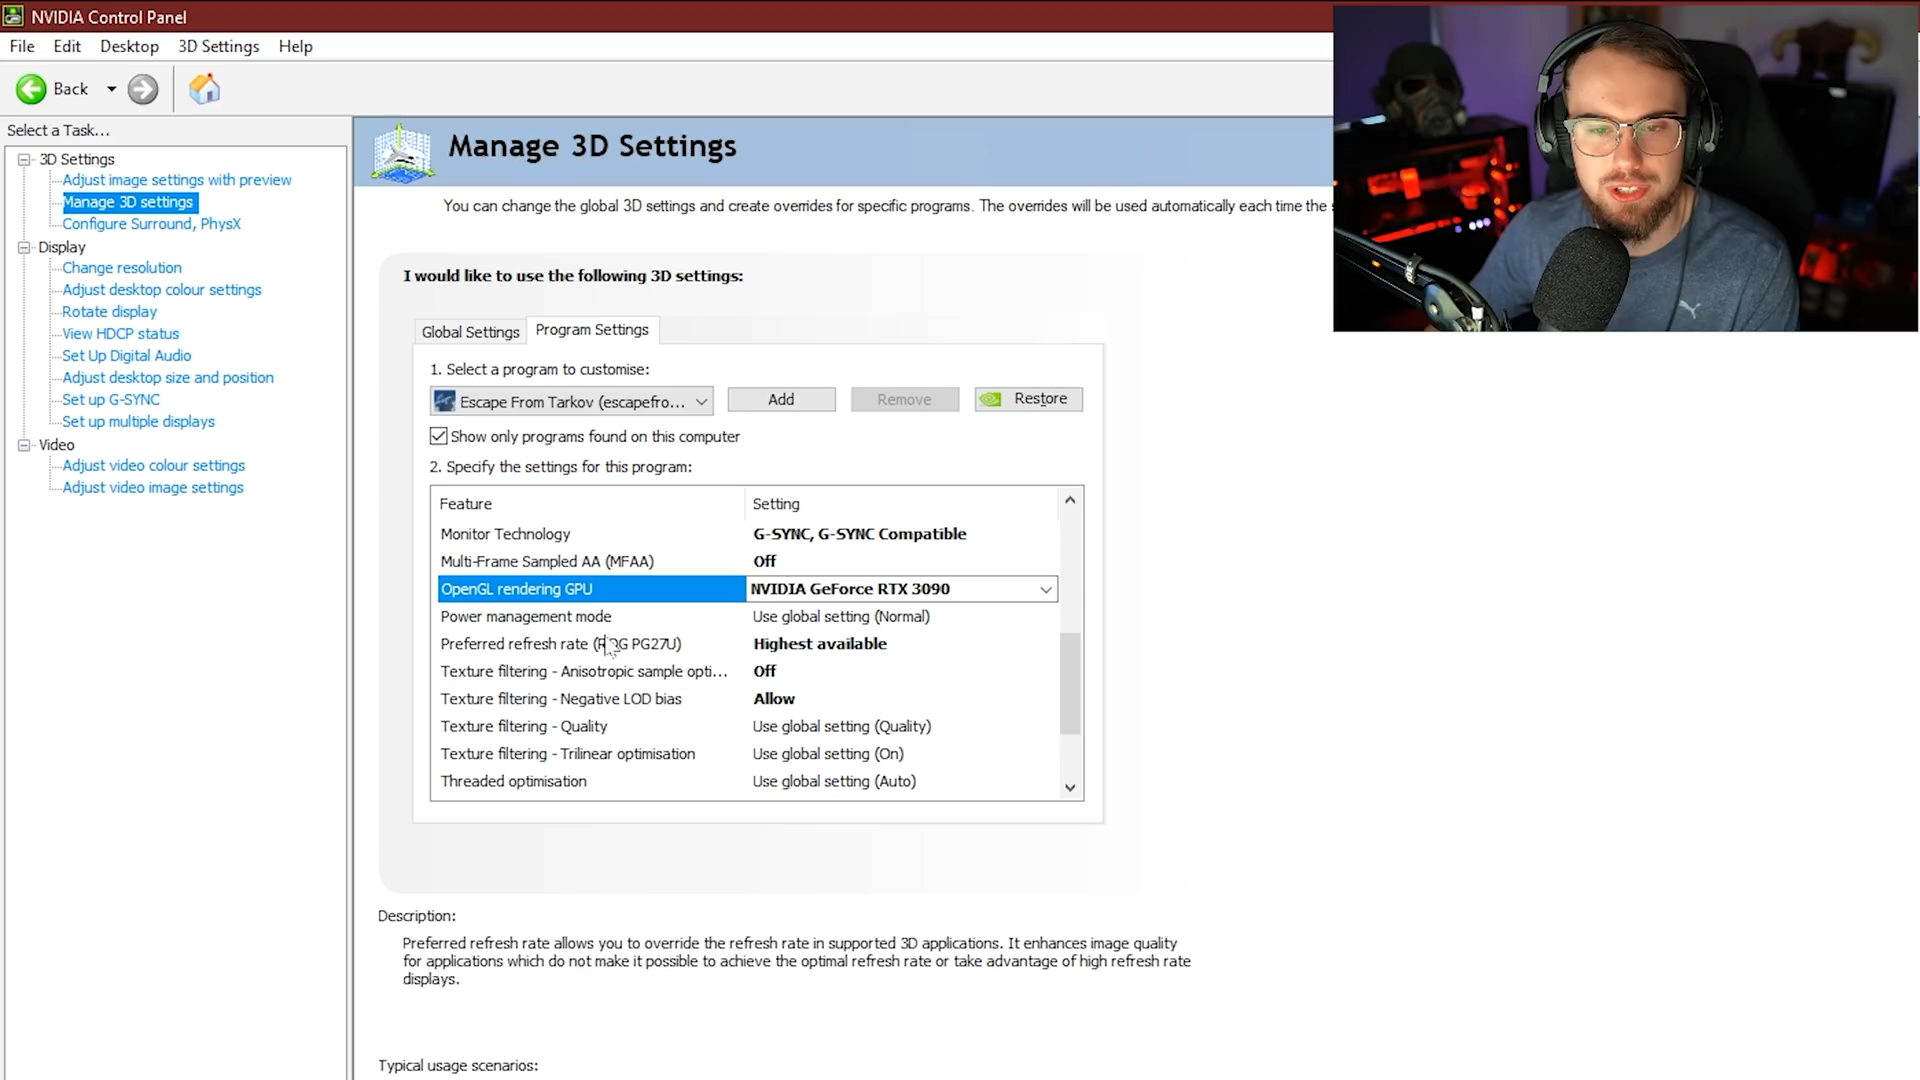 NVIDIA Control Panel
File Edit Desktop 3D Settings Help
Back
Select a Task...
3D Settings
Adjust image settings with preview
Manage 3D settings
Configure Surround, PhysX
Display
Change resolution
Adjust desktop colour settings
Rotate display
View HDCP status
Set Up Digital Audio
Adjust desktop size and position
Set up G-SYNC
Set up multiple displays
Video
Adjust video colour settings
Adjust video image settings
Manage 3D Settings
You can change the global 3D settings and create overrides for specific programs. The overrides will be used automatically each time the s
I would like to use the following 3D settings:
Global Settings Program Settings
1. Select a program to customise:
Escape From Tarkov (escapefro... Add Remove Restore
Show only programs found on this computer
2. Specify the settings for this program:
Feature Setting
Monitor Technology G-SYNC, G-SYNC Compatible
Multi-Frame Sampled AA (MFAA) Off
OpenGL rendering GPU NVIDIA GeForce RTX 3090
Power management mode Use global setting (Normal)
Preferred refresh rate ( PG27U) Highest available
Texture filtering - Anisotropic sample opti... Off
Texture filtering - Negative LOD bias Allow
Texture filtering - Quality Use global setting (Quality)
Texture filtering - Trilinear optimisation Use global setting (On)
Threaded optimisation Use global setting (Auto)
Description:
Preferred refresh rate allows you to override the refresh rate in supported 3D applications. It enhances image quality
for applications which do not make it possible to achieve the optimal refresh rate or take advantage of high refresh rate
displays.
Typical usage scenarios: